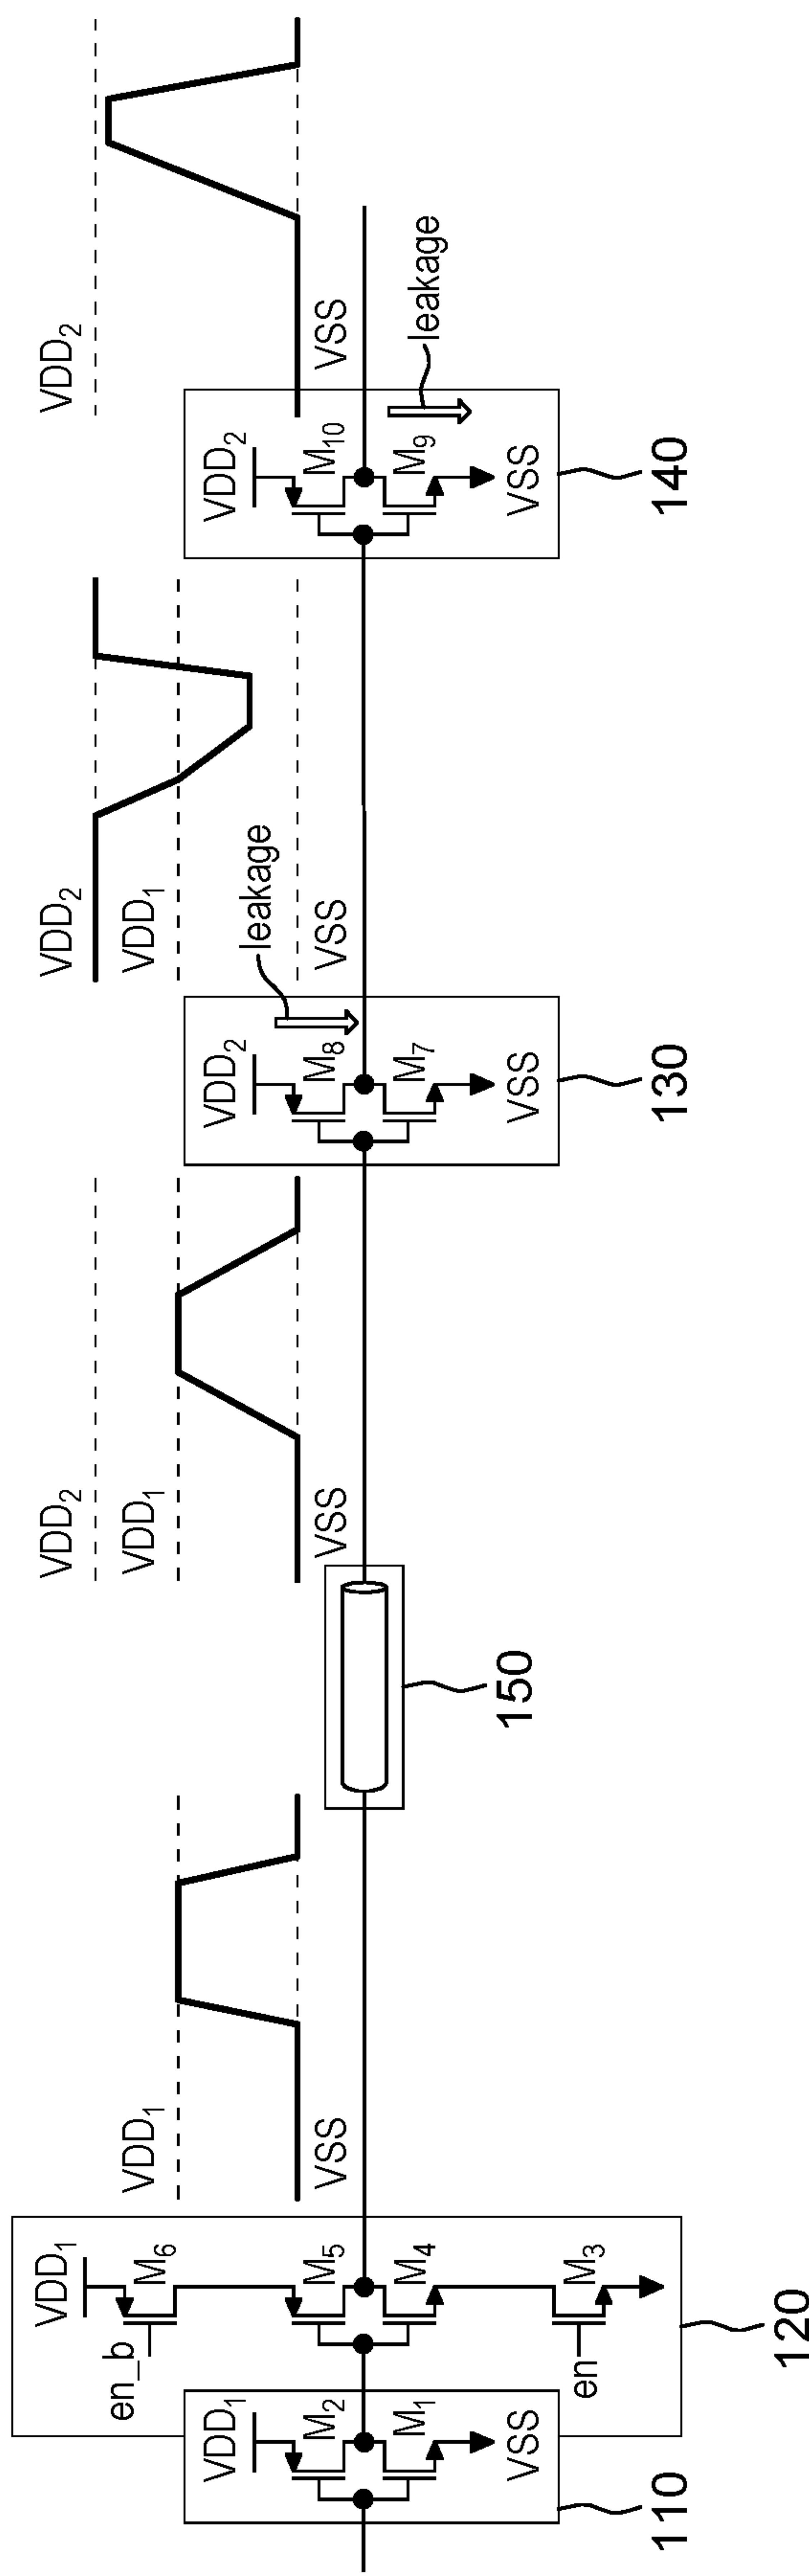 VDD₁
en_b
M₆
M₅
M₄
M₃
en
VDD₁
M₂
M₁
VSS
110
120
VDD₁
VSS
150
VDD₂
VDD₁
VSS
VDD₂
M₈
M₇
VSS
leakage
130
VDD₂
VDD₁
VSS
VDD₂
M₁₀
M₉
VSS
leakage
140
VDD₂
VSS